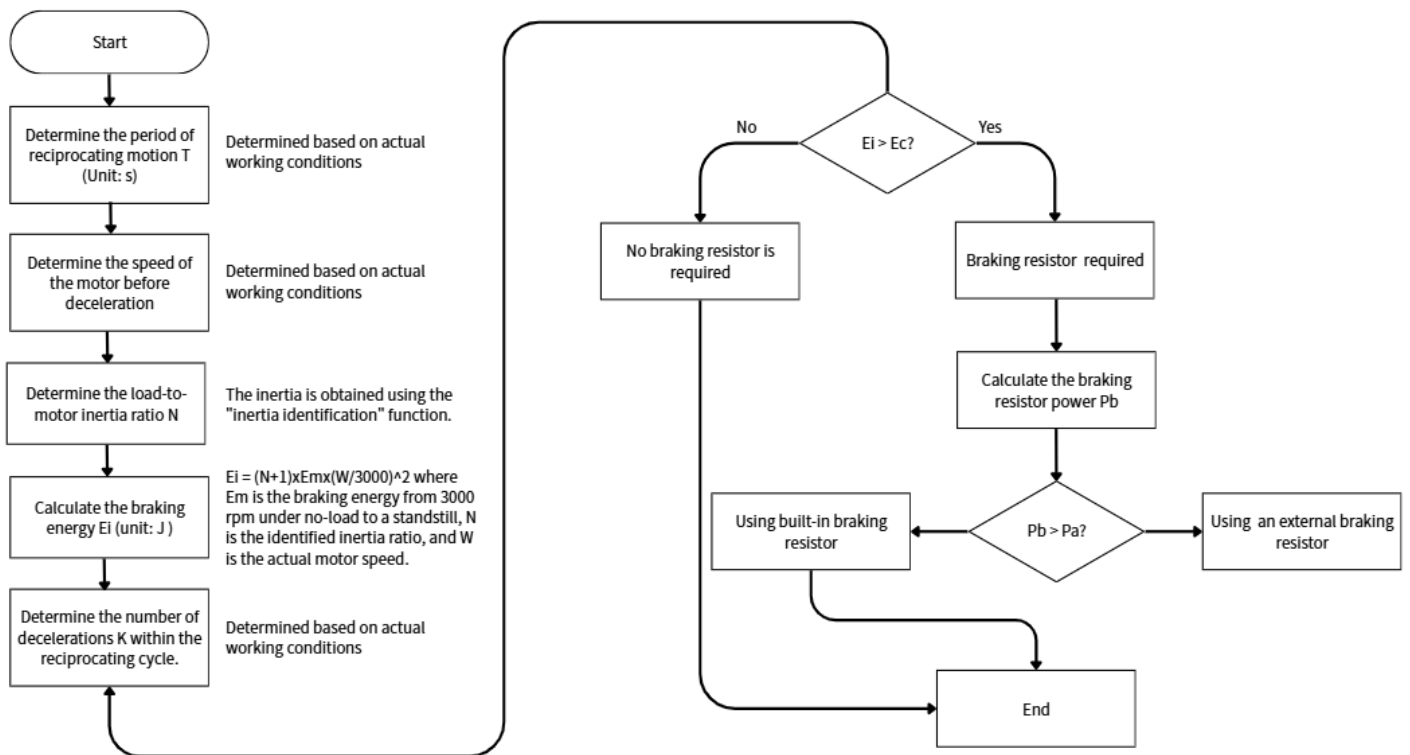 Start
Determine the period of
reciprocating motion T
(Unit: s)
Determined based on actual
working conditions
Determine the speed of
the motor before
deceleration
Determined based on actual
working conditions
Determine the load-to-
motor inertia ratio N
The inertia is obtained using the
"inertia identification" function.
Calculate the braking
energy Ei (unit: J )
Ei = (N+1)xEmx(W/3000)^2 where
Em is the braking energy from 3000
rpm under no-load to a standstill, N
is the identified inertia ratio, and W
is the actual motor speed.
Determine the number of
decelerations K within the
reciprocating cycle.
Determined based on actual
working conditions
Ei > Ec?
No
Yes
No braking resistor is
required
Braking resistor required
Calculate the braking
resistor power Pb
Pb > Pa?
Using built-in braking
resistor
Using an external braking
resistor
End